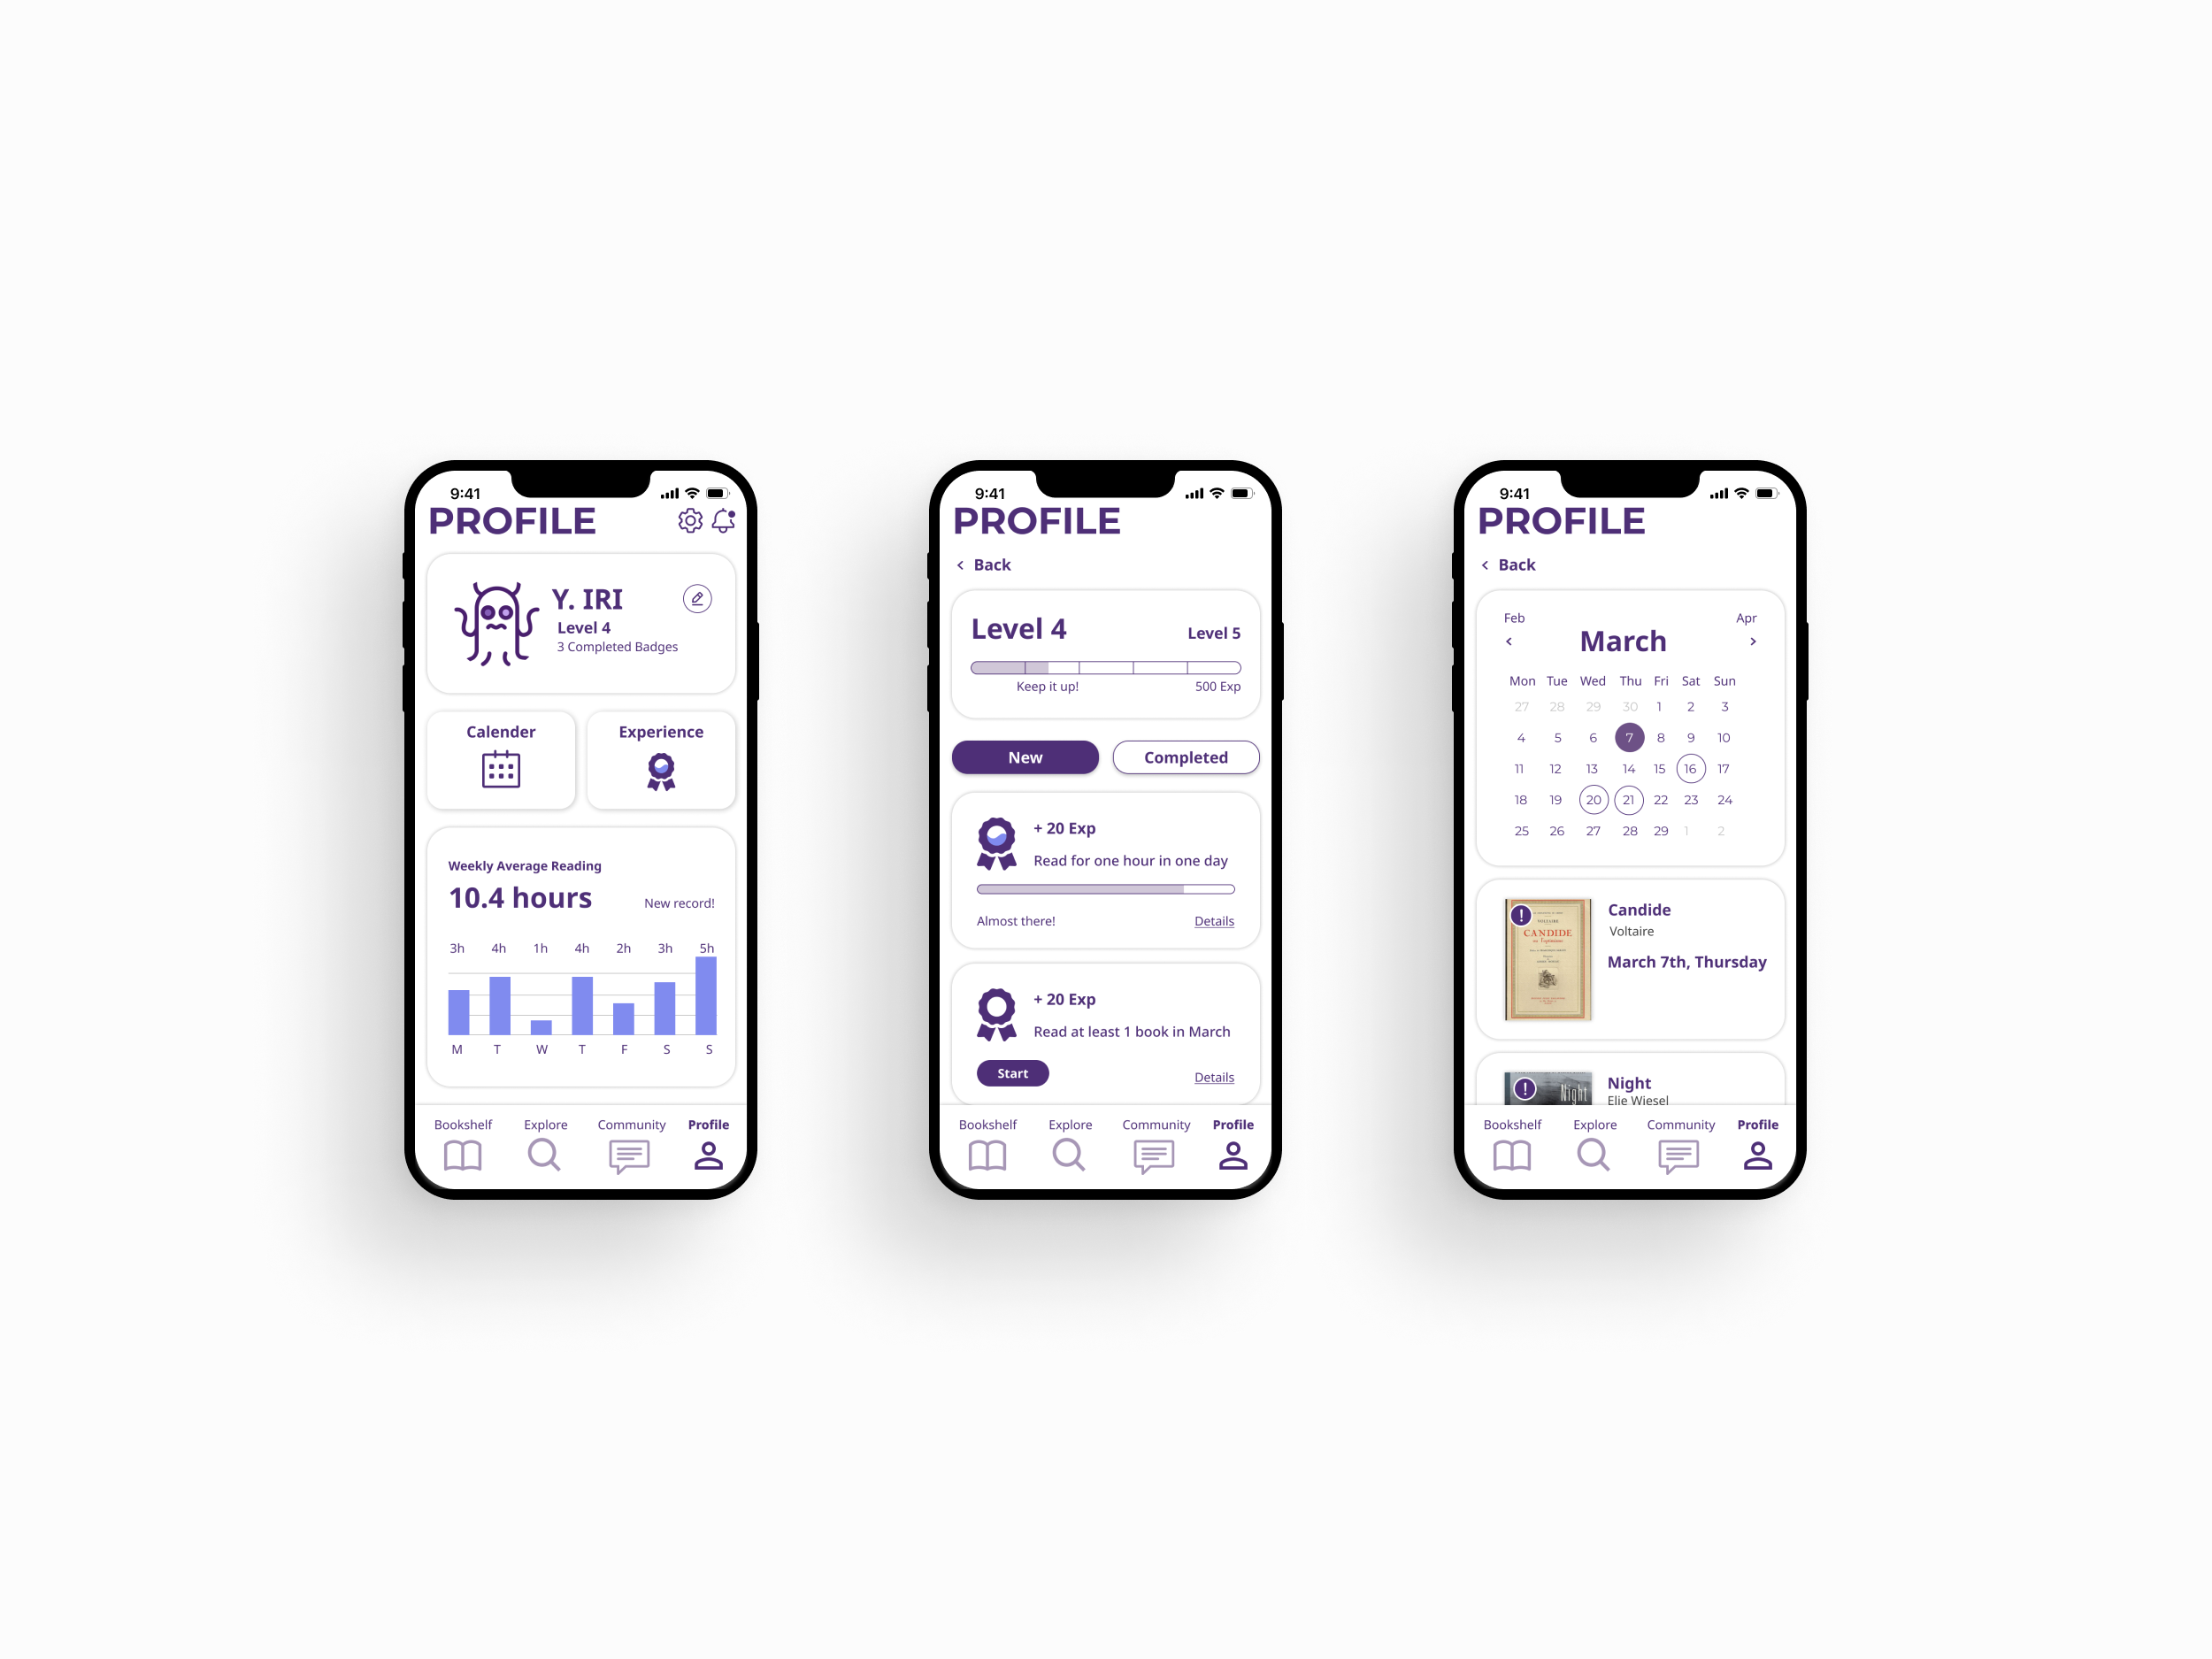 9:41
PROFILE
Y. IRI
Level 4
3 Completed Badges
Calender
Experience
Weekly Average Reading
10.4 hours
New record!
3h 4h 1h 4h 2h 3h 5h
M T W T F S S
Bookshelf Explore Community Profile
9:41
PROFILE
Back
Level 4
Level 5
Keep it up!
500 Exp
New
Completed
+ 20 Exp
Read for one hour in one day
Almost there!
Details
+ 20 Exp
Read at least 1 book in March
Start
Details
Bookshelf Explore Community Profile
9:41
PROFILE
Back
Feb
Apr
March
Mon Tue Wed Thu Fri Sat Sun
27 28 29 30 1 2 3
4 5 6 7 8 9 10
11 12 13 14 15 16 17
18 19 20 21 22 23 24
25 26 27 28 29 1 2
VOLTAIRE
CANDIDE
Candide
Voltaire
March 7th, Thursday
Night
Night
Elie Wiesel
Bookshelf Explore Community Profile